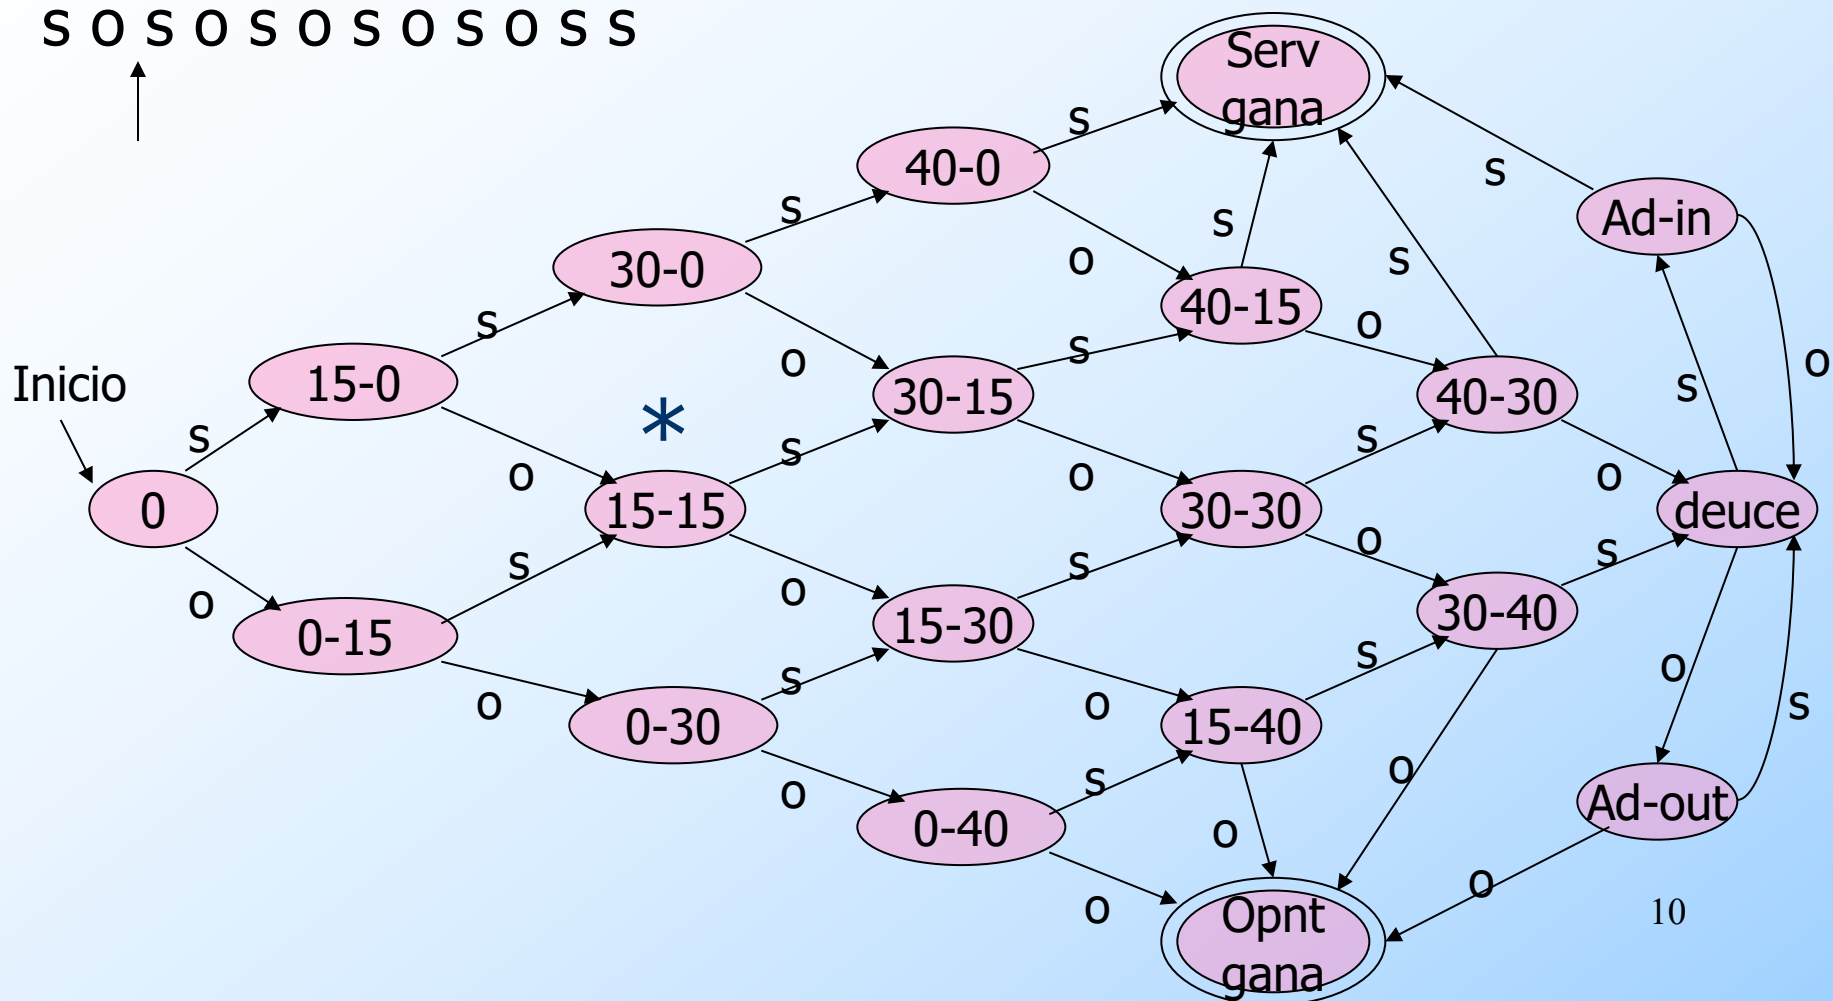 s o s o s o s o s o s s
Serv
gana
s
40-0
s
s
Ad-in
s
30-0
o
s
40-15
s
o
o
Inicio
15-0
s
o
30-15
s
40-30
s
*
s
s
0
o
15-15
o
30-30
s
o
deuce
o
s
o
s
o
s
0-15
15-30
30-40
s
o
s
o
0-30
o
15-40
s
o
s
o
0-40
o
Ad-out
o
o
o
Opnt
gana
10